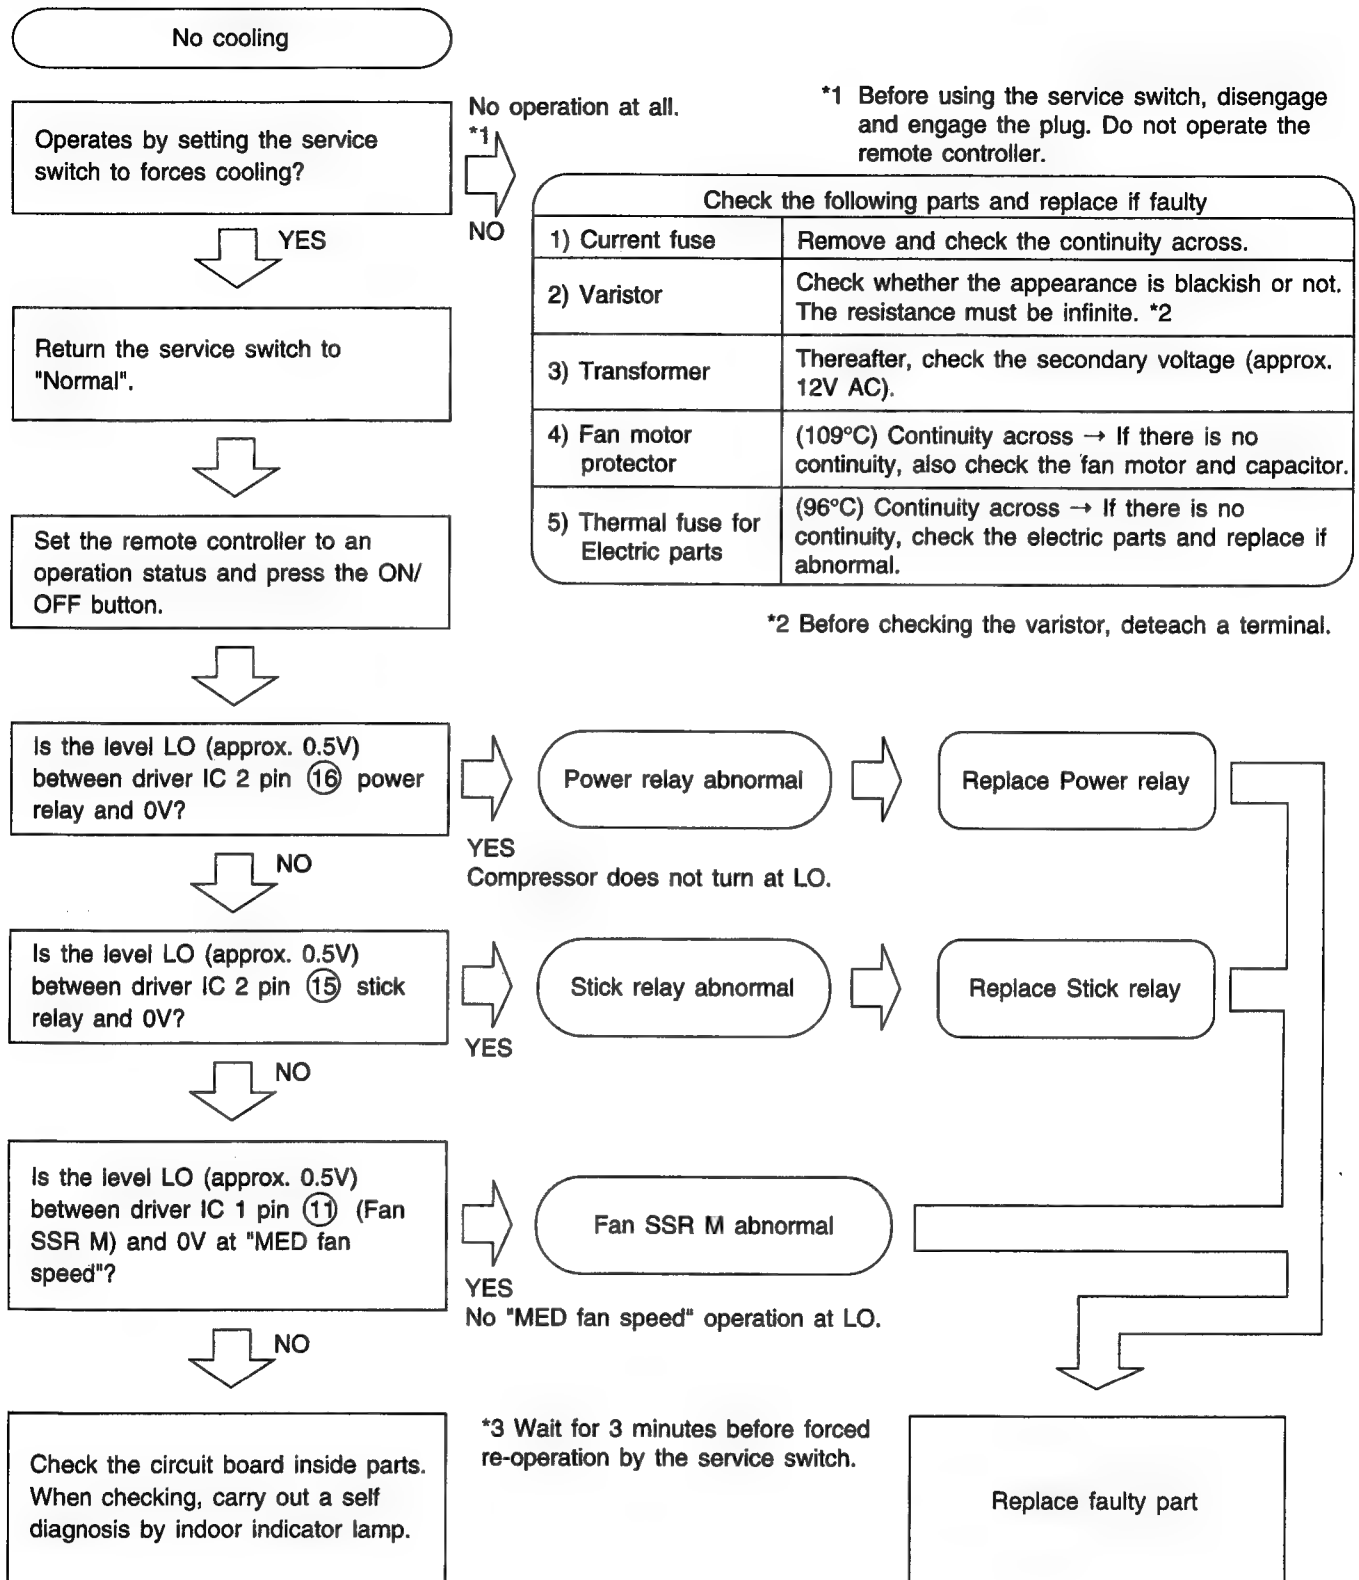 No cooling
No operation at all.
*1
NO
*1 Before using the service switch, disengage
and engage the plug. Do not operate the
remote controller.
Operates by setting the service
switch to forces cooling?
YES
Check the following parts and replace if faulty
1) Current fuse
Remove and check the continuity across.
2) Varistor
Check whether the appearance is blackish or not.
The resistance must be infinite. *2
3) Transformer
Thereafter, check the secondary voltage (approx.
12V AC).
4) Fan motor
protector
(109°C) Continuity across → If there is no
continuity, also check the fan motor and capacitor.
5) Thermal fuse for
Electric parts
(96°C) Continuity across → If there is no
continuity, check the electric parts and replace if
abnormal.
*2 Before checking the varistor, deteach a terminal.
Return the service switch to
"Normal".
Set the remote controller to an
operation status and press the ON/
OFF button.
Is the level LO (approx. 0.5V)
between driver IC 2 pin ⑯ power
relay and 0V?
YES
Compressor does not turn at LO.
Power relay abnormal
Replace Power relay
NO
Is the level LO (approx. 0.5V)
between driver IC 2 pin ⑮ stick
relay and 0V?
YES
Stick relay abnormal
Replace Stick relay
NO
Is the level LO (approx. 0.5V)
between driver IC 1 pin ⑪ (Fan
SSR M) and 0V at "MED fan
speed"?
YES
No "MED fan speed" operation at LO.
Fan SSR M abnormal
NO
Check the circuit board inside parts.
When checking, carry out a self
diagnosis by indoor indicator lamp.
*3 Wait for 3 minutes before forced
re-operation by the service switch.
Replace faulty part